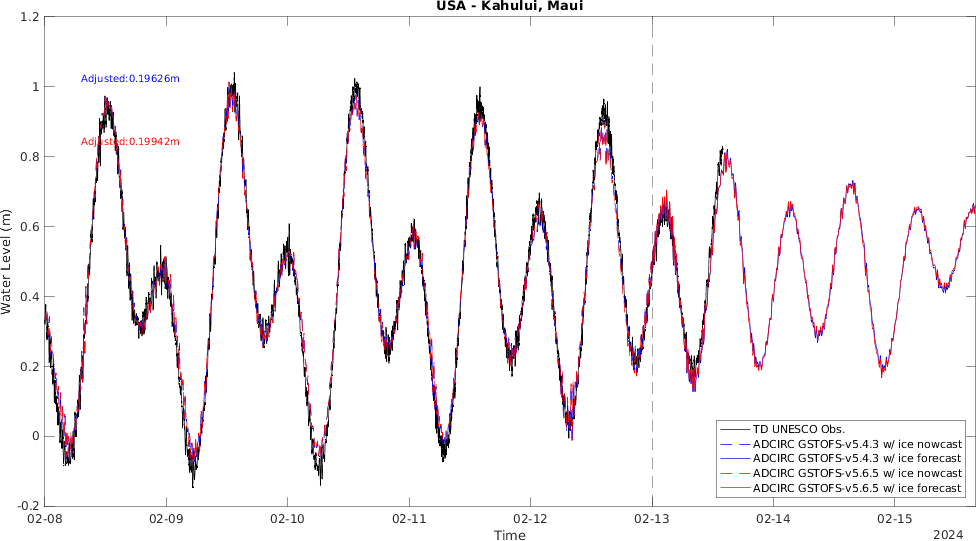 USA - Kahului, Maui
1.2
1
0.8
0.6
0.4
0.2
0
-0.2
Water Level (m)
Adjusted:0.19626m
Adjusted:0.19942m
TD UNESCO Obs.
ADCIRC GSTOFS-v5.4.3 w/ ice nowcast
ADCIRC GSTOFS-v5.4.3 w/ ice forecast
ADCIRC GSTOFS-v5.6.5 w/ ice nowcast
ADCIRC GSTOFS-v5.6.5 w/ ice forecast
02-08 02-09 02-10 02-11 02-12 02-13 02-14 02-15
Time
2024